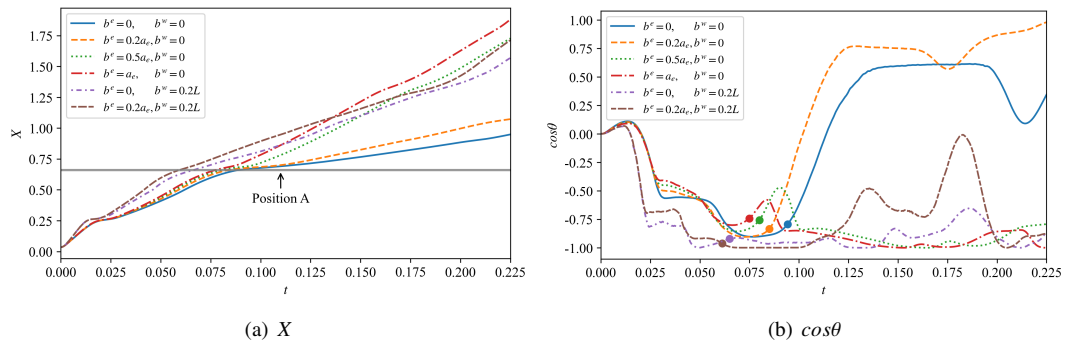 1.75
1.50
1.25
1.00
0.75
0.50
0.25
0.00
X
b^e = 0, b^w = 0
b^e = 0.2a_e, b^w = 0
b^e = 0.5a_e, b^w = 0
b^e = a_e, b^w = 0
b^e = 0, b^w = 0.2L
b^e = 0.2a_e, b^w = 0.2L
Position A
0.000 0.025 0.050 0.075 0.100 0.125 0.150 0.175 0.200 0.225
t
(a) X
1.00
0.75
0.50
0.25
0.00
-0.25
-0.50
-0.75
-1.00
cosθ
b^e = 0, b^w = 0
b^e = 0.2a_e, b^w = 0
b^e = 0.5a_e, b^w = 0
b^e = a_e, b^w = 0
b^e = 0, b^w = 0.2L
b^e = 0.2a_e, b^w = 0.2L
0.000 0.025 0.050 0.075 0.100 0.125 0.150 0.175 0.200 0.225
t
(b) cosθ